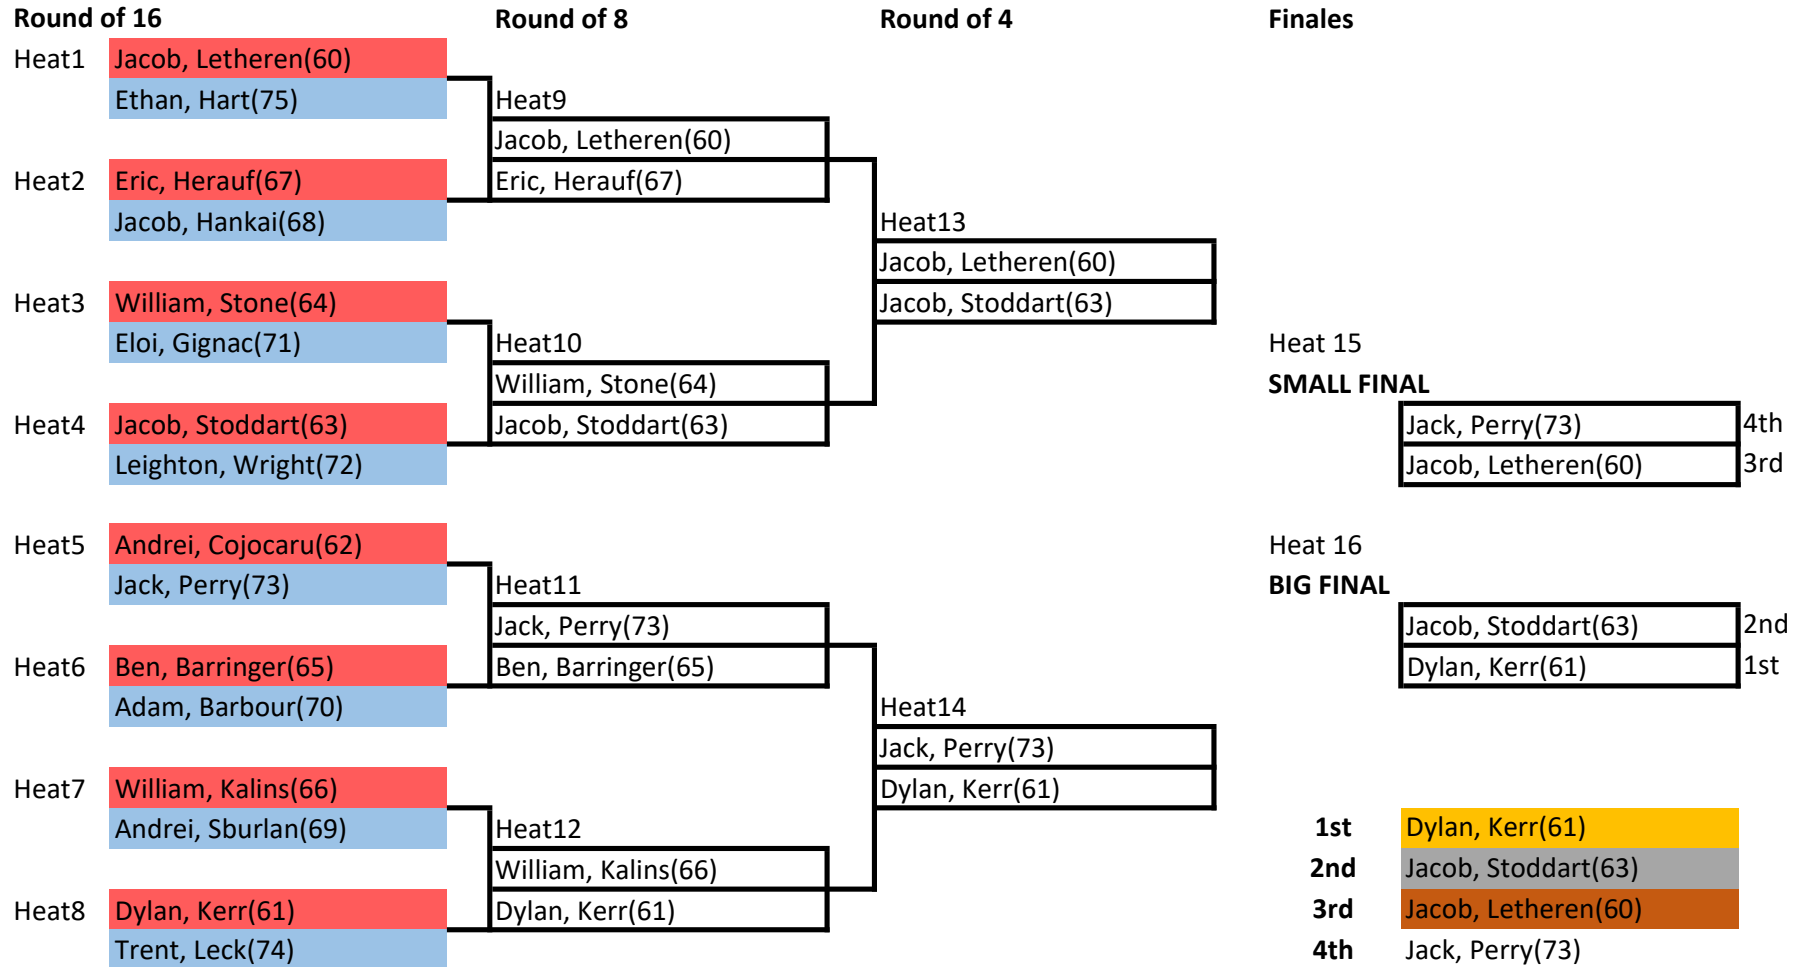 Round of 16
Round of 8
Round of 4
Finales
Heat1
Jacob, Letheren(60)
Ethan, Hart(75)
Heat2
Eric, Herauf(67)
Jacob, Hankai(68)
Heat3
William, Stone(64)
Eloi, Gignac(71)
Heat4
Jacob, Stoddart(63)
Leighton, Wright(72)
Heat5
Andrei, Cojocaru(62)
Jack, Perry(73)
Heat6
Ben, Barringer(65)
Adam, Barbour(70)
Heat7
William, Kalins(66)
Andrei, Sburlan(69)
Heat8
Dylan, Kerr(61)
Trent, Leck(74)
Heat9
Jacob, Letheren(60)
Eric, Herauf(67)
Heat10
William, Stone(64)
Jacob, Stoddart(63)
Heat11
Jack, Perry(73)
Ben, Barringer(65)
Heat12
William, Kalins(66)
Dylan, Kerr(61)
Heat13
Jacob, Letheren(60)
Jacob, Stoddart(63)
Heat14
Jack, Perry(73)
Dylan, Kerr(61)
Heat 15
SMALL FINAL
Jack, Perry(73) 4th
Jacob, Letheren(60) 3rd
Heat 16
BIG FINAL
Jacob, Stoddart(63) 2nd
Dylan, Kerr(61) 1st
1st Dylan, Kerr(61)
2nd Jacob, Stoddart(63)
3rd Jacob, Letheren(60)
4th Jack, Perry(73)